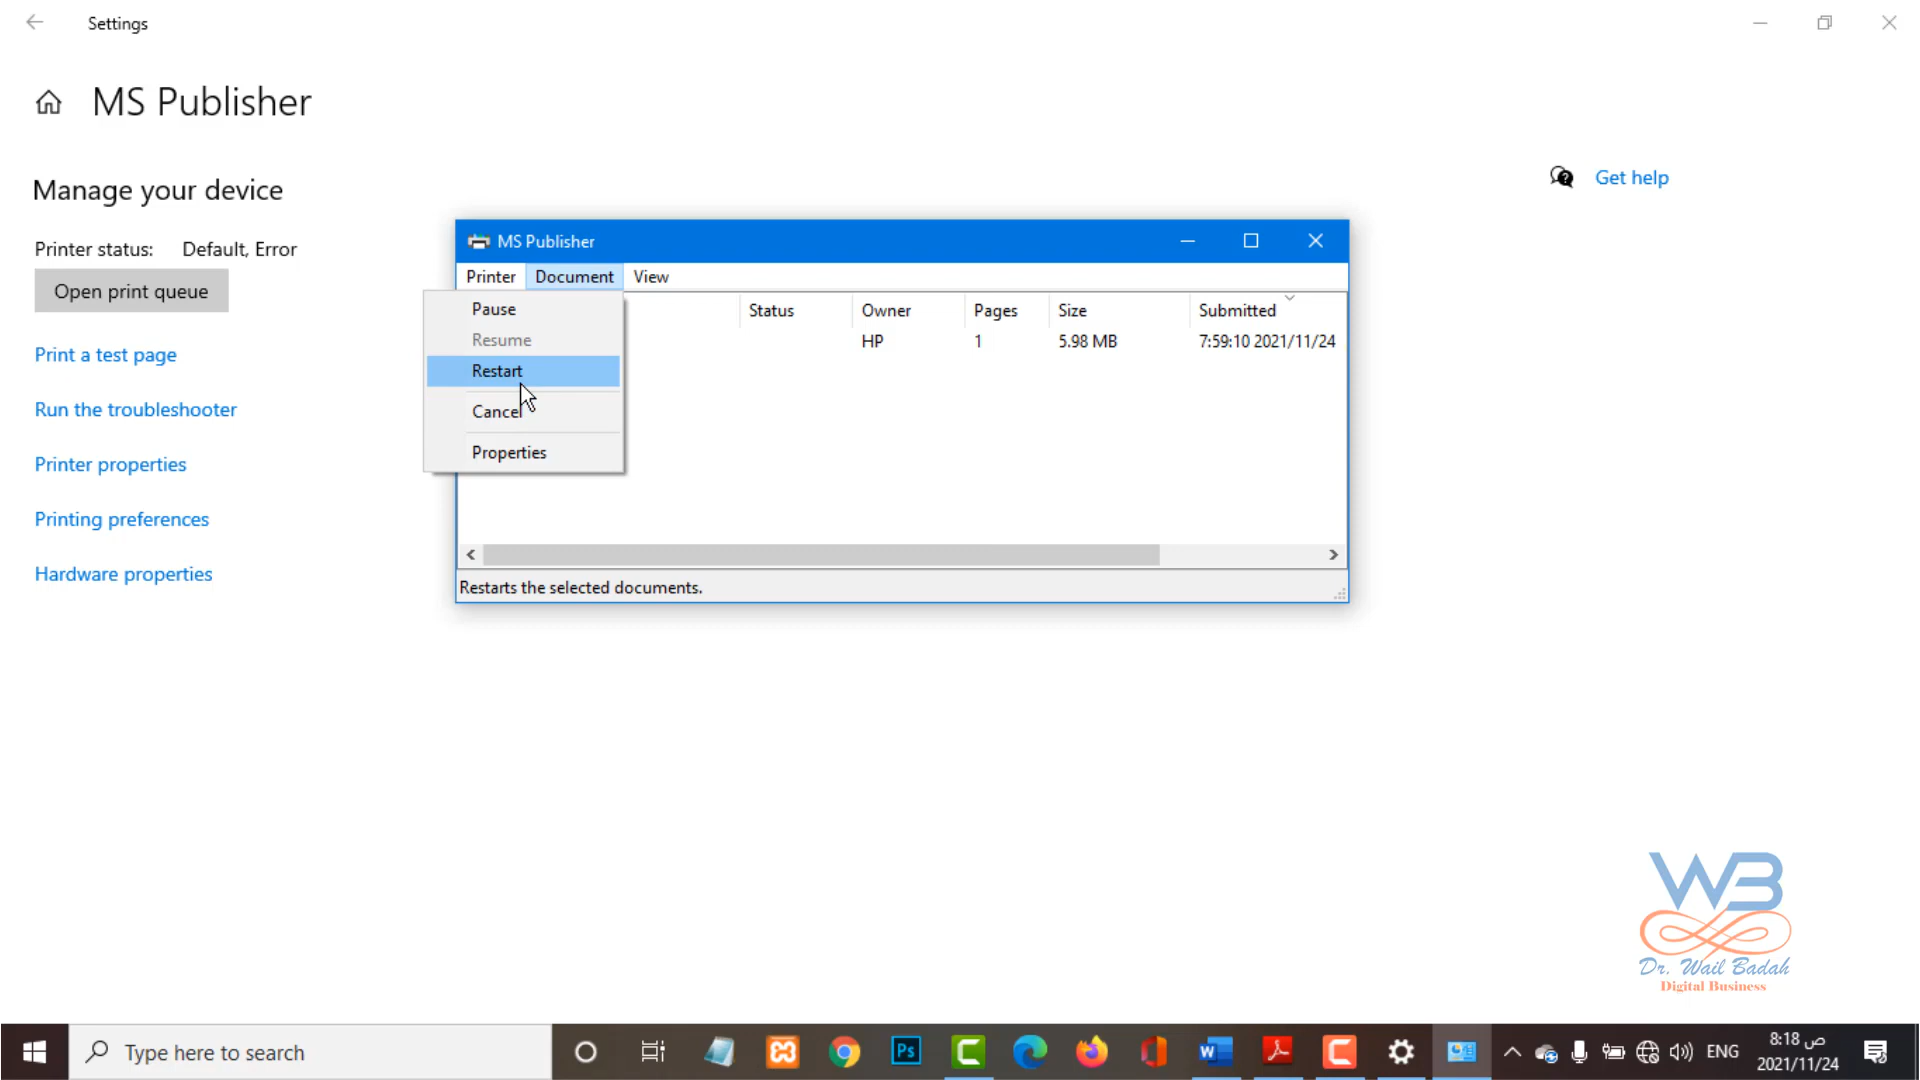 Settings
MS Publisher
Manage your device
Get help
Printer status: Default, Error
Open print queue
Print a test page
Run the troubleshooter
Printer properties
Printing preferences
Hardware properties
MS Publisher
Printer Document View
Status Owner Pages Size Submitted
HP 1 5.98 MB 7:59:10 2021/11/24
Pause
Resume
Restart
Cancel
Properties
Restarts the selected documents.
WB
Dr. Wail Badah
Digital Business
Type here to search
Ps
ENG
8:18 ص
2021/11/24